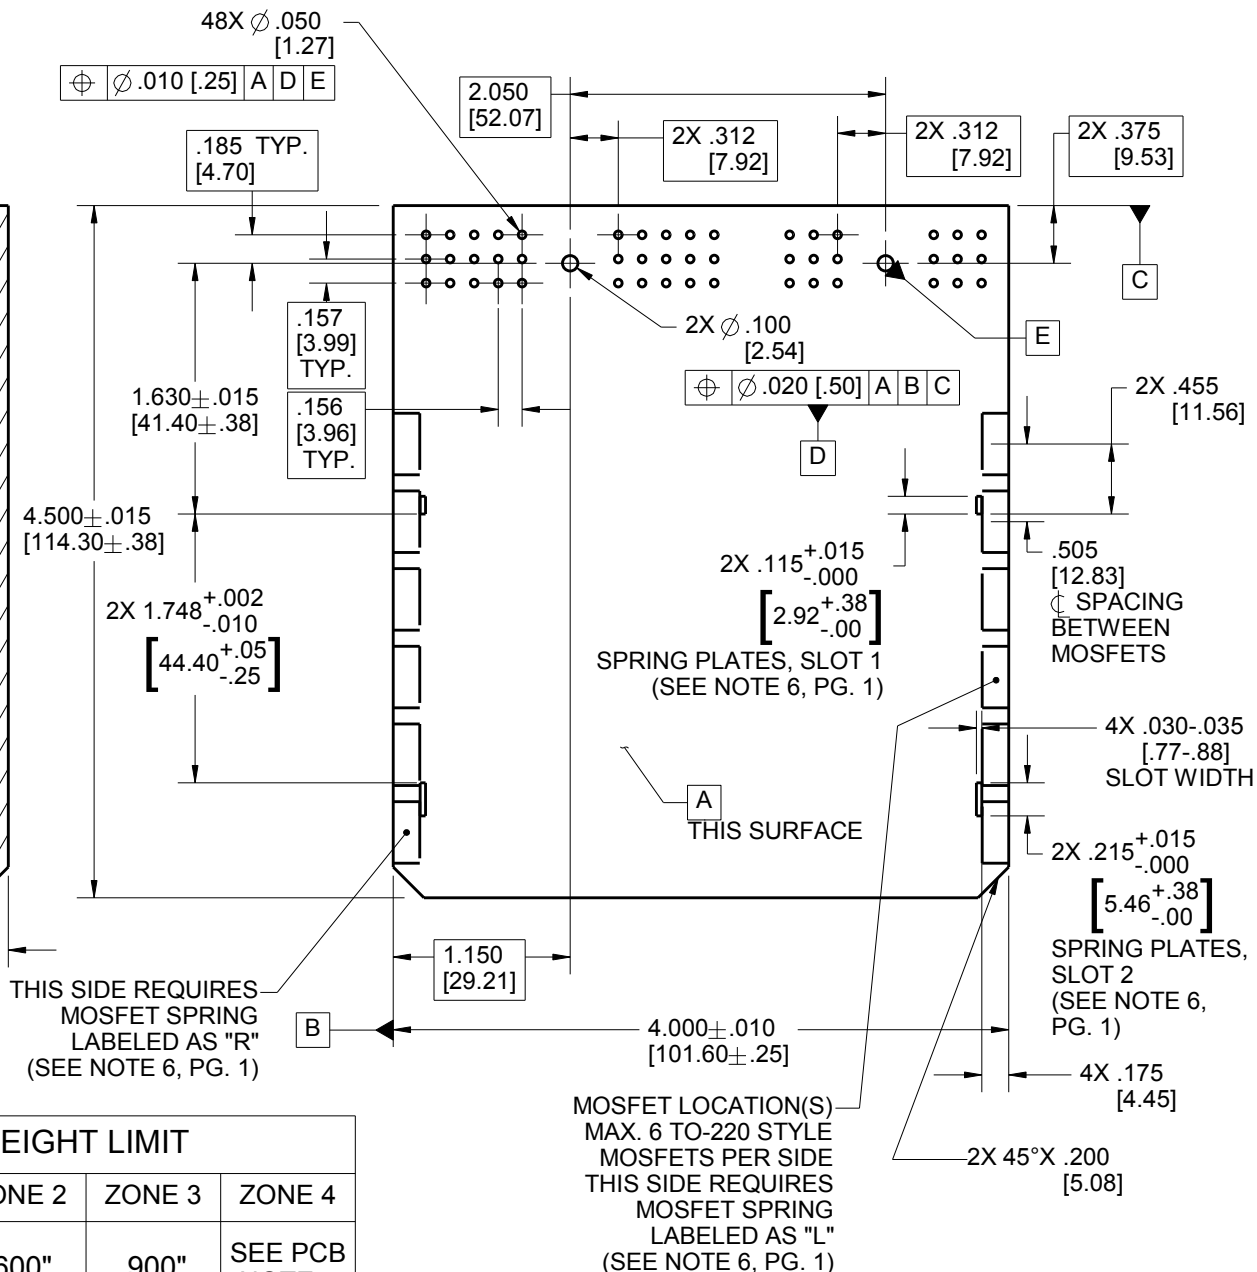 48X ∅ .050
[1.27]
⌖ ∅ .010 [.25] A D E
2.050
[52.07]
2X .312
[7.92]
2X .312
[7.92]
2X .375
[9.53]
.185 TYP.
[4.70]
C
.157
[3.99]
TYP.
2X ∅ .100
[2.54]
E
⌖ ∅ .020 [.50] A B C
D
1.630±.015
[41.40±.38]
.156
[3.96]
TYP.
2X .455
[11.56]
4.500±.015
[114.30±.38]
2X .115 +.015
-.000
[2.92 +.38
-.00]
SPRING PLATES, SLOT 1
(SEE NOTE 6, PG. 1)
.505
[12.83]
℄ SPACING
BETWEEN
MOSFETS
2X 1.748 +.002
-.010
[44.40 +.05
-.25]
4X .030-.035
[.77-.88]
SLOT WIDTH
A
THIS SURFACE
2X .215 +.015
-.000
[5.46 +.38
-.00]
SPRING PLATES,
SLOT 2
(SEE NOTE 6,
PG. 1)
1.150
[29.21]
THIS SIDE REQUIRES
MOSFET SPRING
LABELED AS "R"
(SEE NOTE 6, PG. 1)
B
4.000±.010
[101.60±.25]
4X .175
[4.45]
MOSFET LOCATION(S)
MAX. 6 TO-220 STYLE
MOSFETS PER SIDE
THIS SIDE REQUIRES
MOSFET SPRING
LABELED AS "L"
(SEE NOTE 6, PG. 1)
2X 45°X .200
[5.08]
EIGHT LIMIT
ONE 2 ZONE 3 ZONE 4
600" .900" SEE PCB